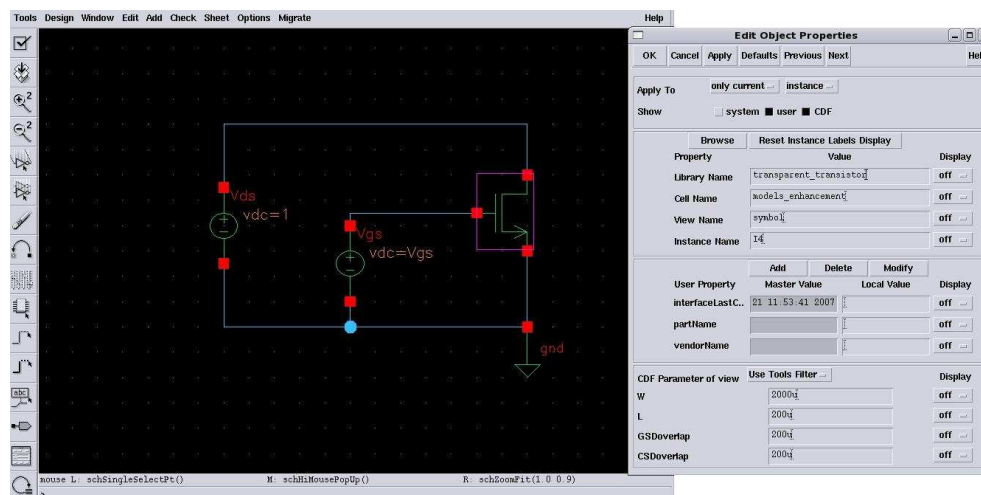 Tools Design Window Edit Add Check Sheet Options Migrate Help
Vds
vdc=1
Vgs
vdc=Vgs
gnd
abc
mouse L: schSingleSelectPt() M: schHiMousePopUp() R: schZoomFit(1.0 0.9)
Edit Object Properties
OK Cancel Apply Defaults Previous Next Hel
Apply To only current instance
Show system user CDF
Browse Reset Instance Labels Display
Property Value Display
Library Name transparent_transistor off
Cell Name models_enhancement off
View Name symbol off
Instance Name I4 off
Add Delete Modify
User Property Master Value Local Value Display
interfaceLastC.. 21 11:53:41 2007 off
partName off
vendorName off
CDF Parameter of view Use Tools Filter Display
W 2000u off
L 200u off
GSDoverlap 200u off
CSDoverlap 200u off